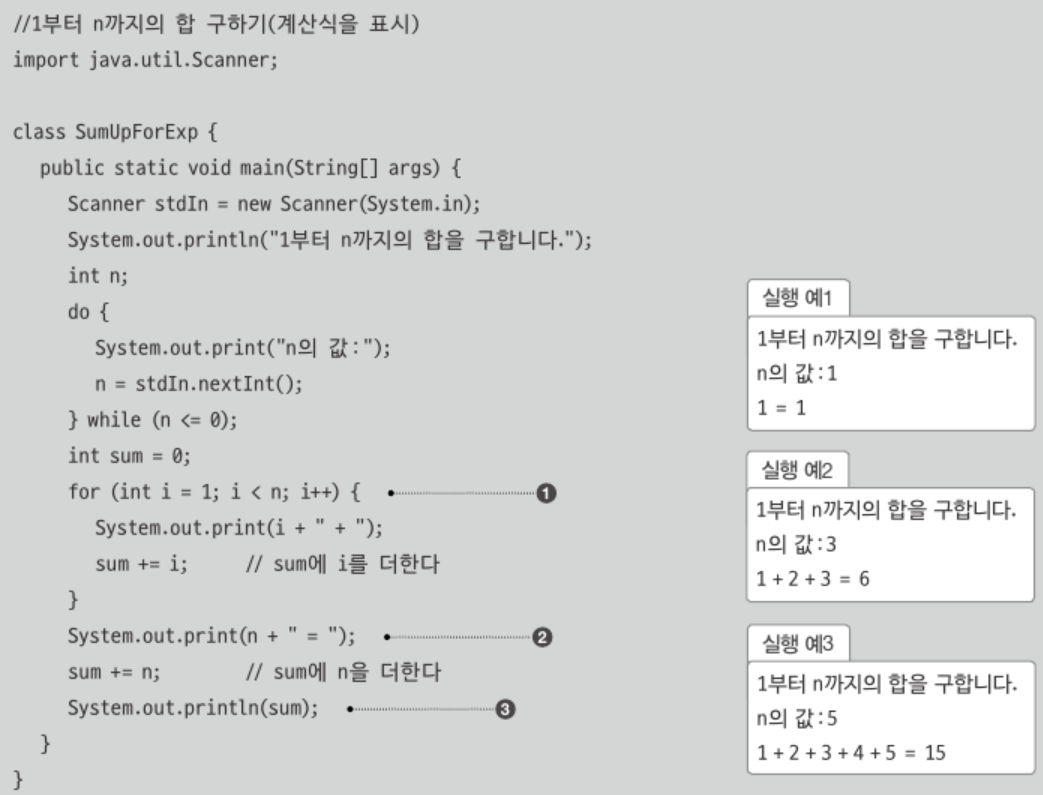 //1부터 n까지의 합 구하기(계산식을 표시)
import java.util.Scanner;
class SumUpForExp {
public static void main(String[] args) {
Scanner stdIn = new Scanner(System.in);
System.out.println("1부터 n까지의 합을 구합니다.");
int n;
do {
System.out.print("n의 값:");
n = stdIn.nextInt();
} while (n <= 0);
int sum = 0;
for (int i = 1; i < n; i++) { ❶
System.out.print(i + " + ");
sum += i; // sum에 i를 더한다
}
System.out.print(n + " = "); ❷
sum += n; // sum에 n을 더한다
System.out.println(sum); ❸
}
}
실행 예1
1부터 n까지의 합을 구합니다.
n의 값:1
1 = 1
실행 예2
1부터 n까지의 합을 구합니다.
n의 값:3
1 + 2 + 3 = 6
실행 예3
1부터 n까지의 합을 구합니다.
n의 값:5
1 + 2 + 3 + 4 + 5 = 15